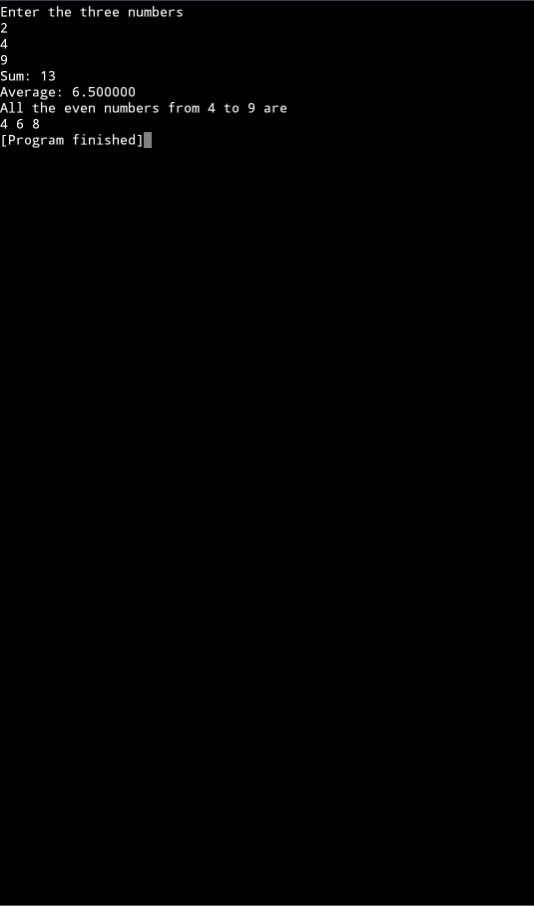 Enter the three numbers
2
4
9
Sum: 13
Average: 6.500000
All the even numbers from 4 to 9 are
4 6 8
[Program finished]